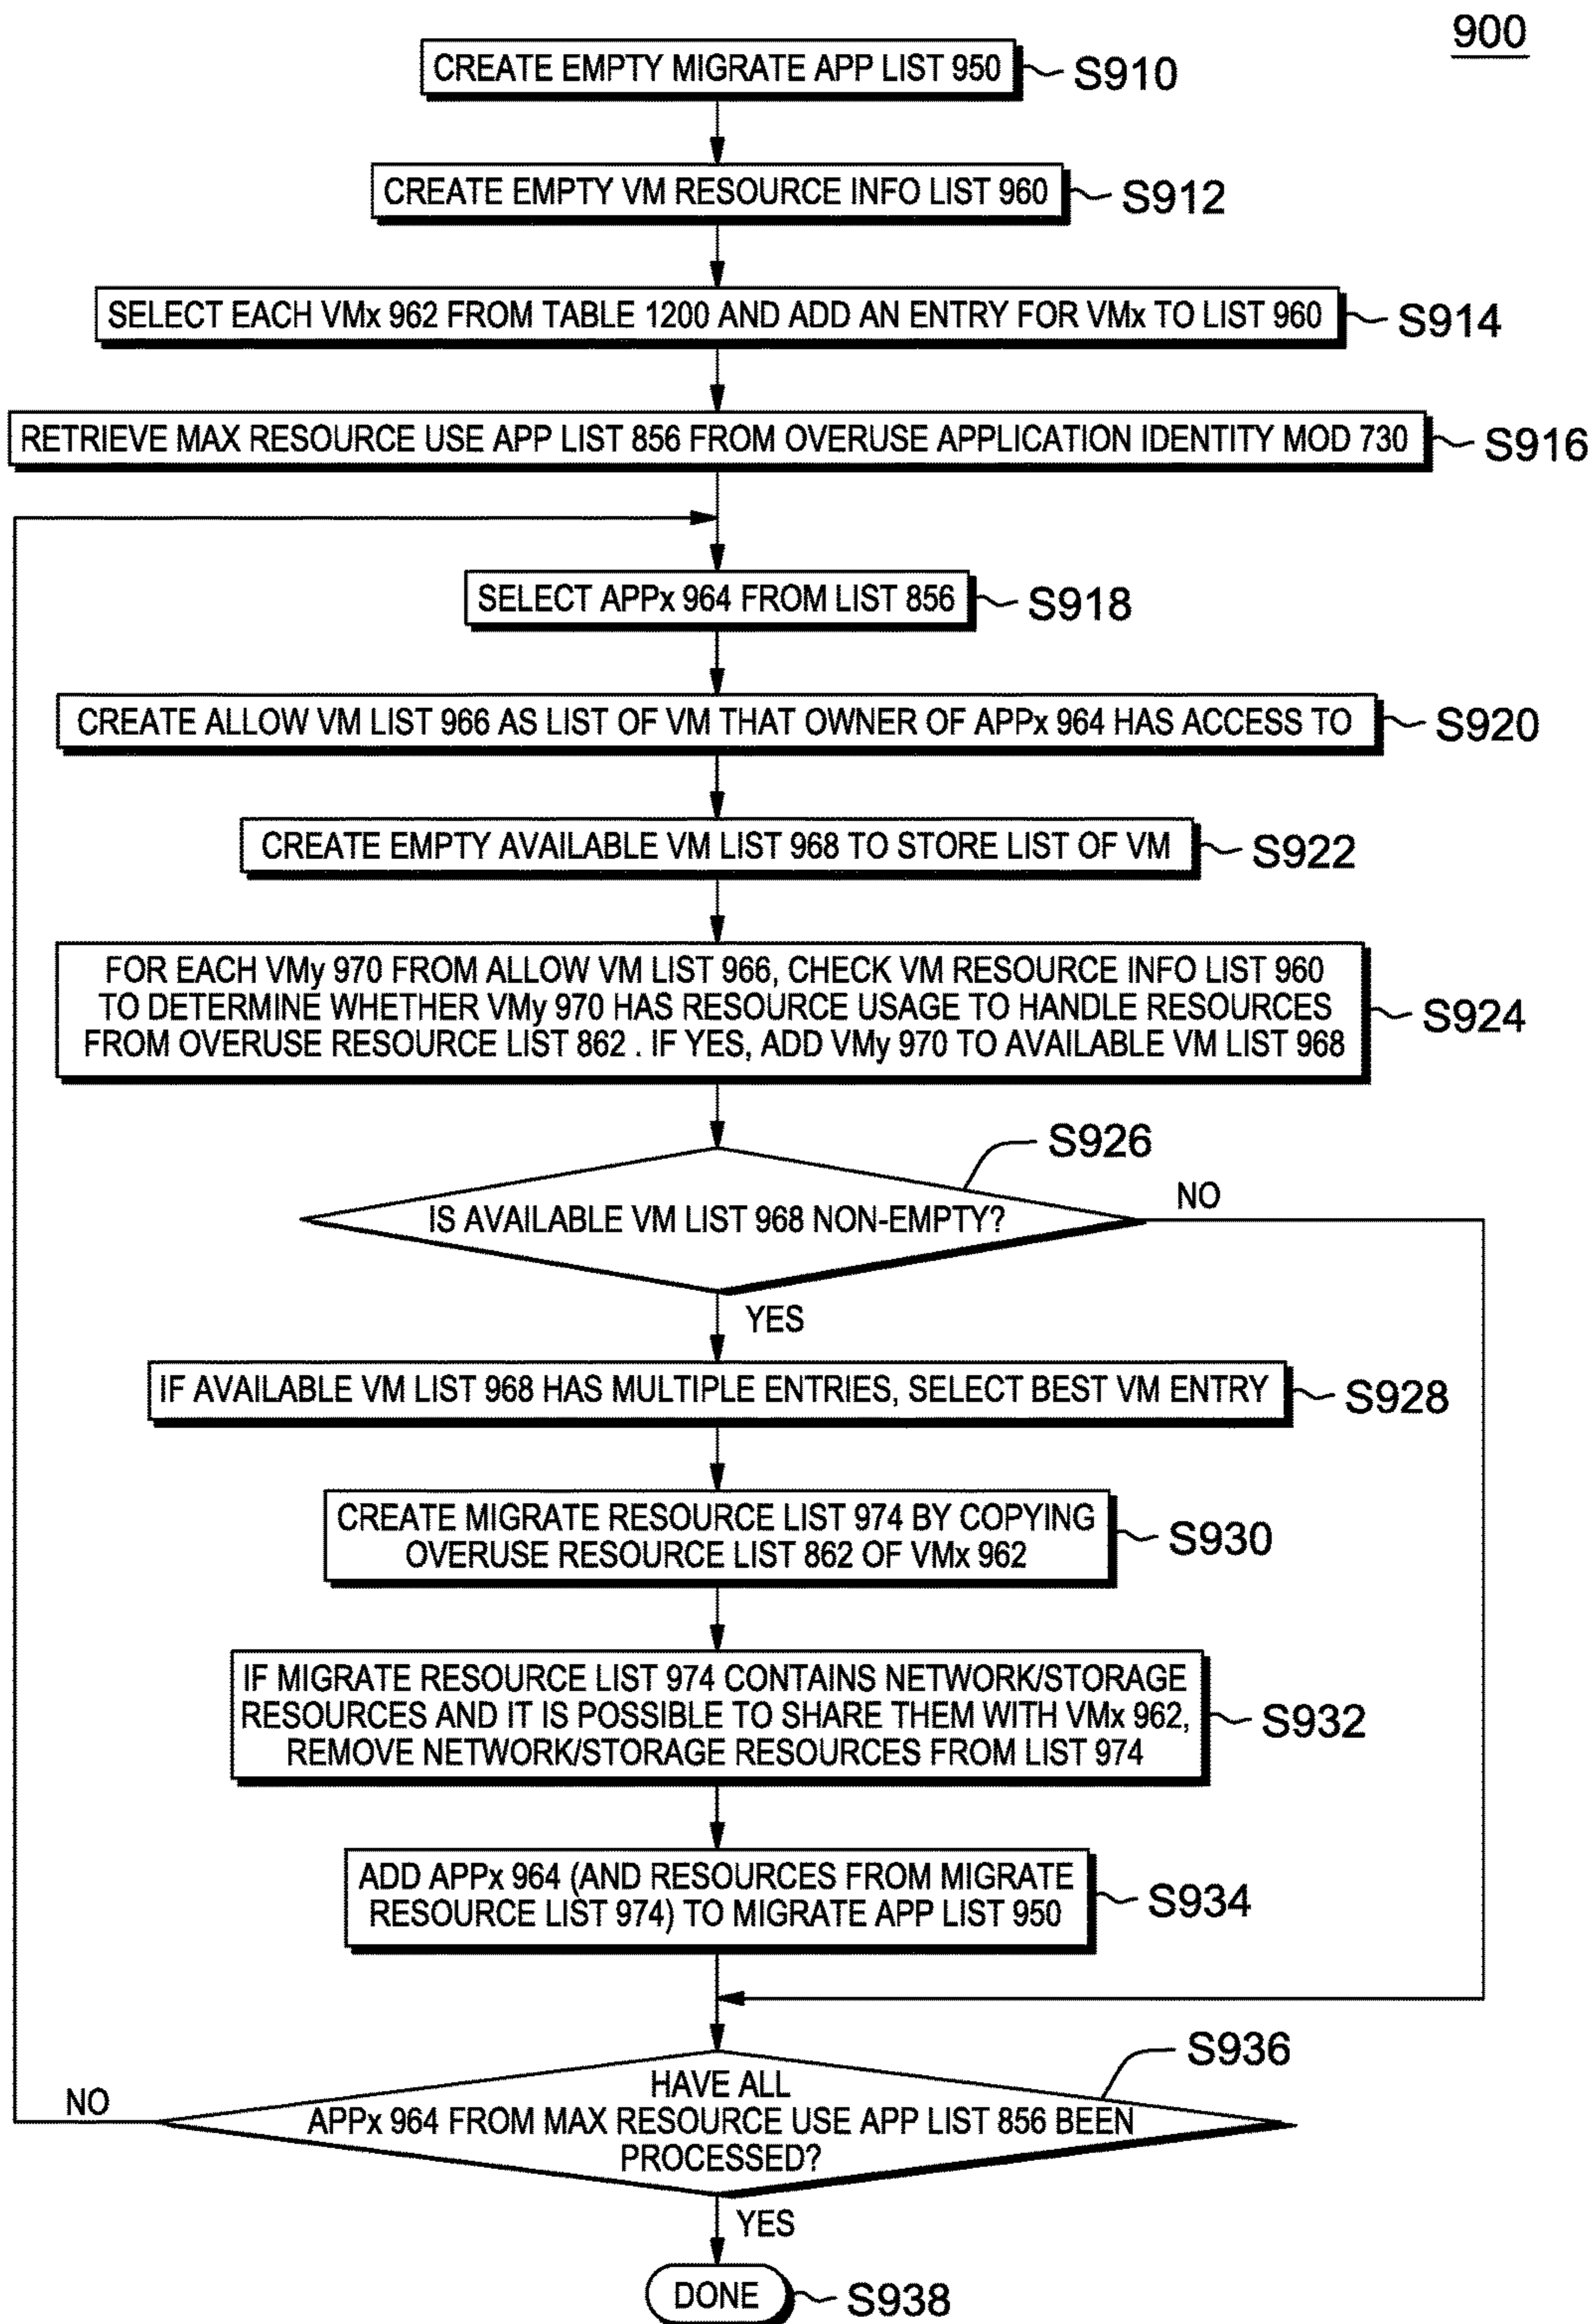 900
CREATE EMPTY MIGRATE APP LIST 950
S910
CREATE EMPTY VM RESOURCE INFO LIST 960
S912
SELECT EACH VMx 962 FROM TABLE 1200 AND ADD AN ENTRY FOR VMx TO LIST 960
S914
RETRIEVE MAX RESOURCE USE APP LIST 856 FROM OVERUSE APPLICATION IDENTITY MOD 730
S916
SELECT APPx 964 FROM LIST 856
S918
CREATE ALLOW VM LIST 966 AS LIST OF VM THAT OWNER OF APPx 964 HAS ACCESS TO
S920
CREATE EMPTY AVAILABLE VM LIST 968 TO STORE LIST OF VM
S922
FOR EACH VMy 970 FROM ALLOW VM LIST 966, CHECK VM RESOURCE INFO LIST 960
TO DETERMINE WHETHER VMy 970 HAS RESOURCE USAGE TO HANDLE RESOURCES
FROM OVERUSE RESOURCE LIST 862 . IF YES, ADD VMy 970 TO AVAILABLE VM LIST 968
S924
S926
IS AVAILABLE VM LIST 968 NON-EMPTY?
NO
YES
IF AVAILABLE VM LIST 968 HAS MULTIPLE ENTRIES, SELECT BEST VM ENTRY
S928
CREATE MIGRATE RESOURCE LIST 974 BY COPYING
OVERUSE RESOURCE LIST 862 OF VMx 962
S930
IF MIGRATE RESOURCE LIST 974 CONTAINS NETWORK/STORAGE
RESOURCES AND IT IS POSSIBLE TO SHARE THEM WITH VMx 962,
REMOVE NETWORK/STORAGE RESOURCES FROM LIST 974
S932
ADD APPx 964 (AND RESOURCES FROM MIGRATE
RESOURCE LIST 974) TO MIGRATE APP LIST 950
S934
S936
HAVE ALL
APPx 964 FROM MAX RESOURCE USE APP LIST 856 BEEN
PROCESSED?
NO
YES
DONE
S938